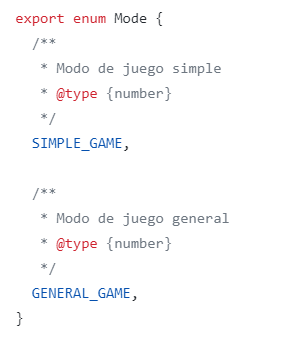 export enum Mode {
  /**
   * Modo de juego simple
   * @type {number}
   */
  SIMPLE_GAME,

  /**
   * Modo de juego general
   * @type {number}
   */
  GENERAL_GAME,
}